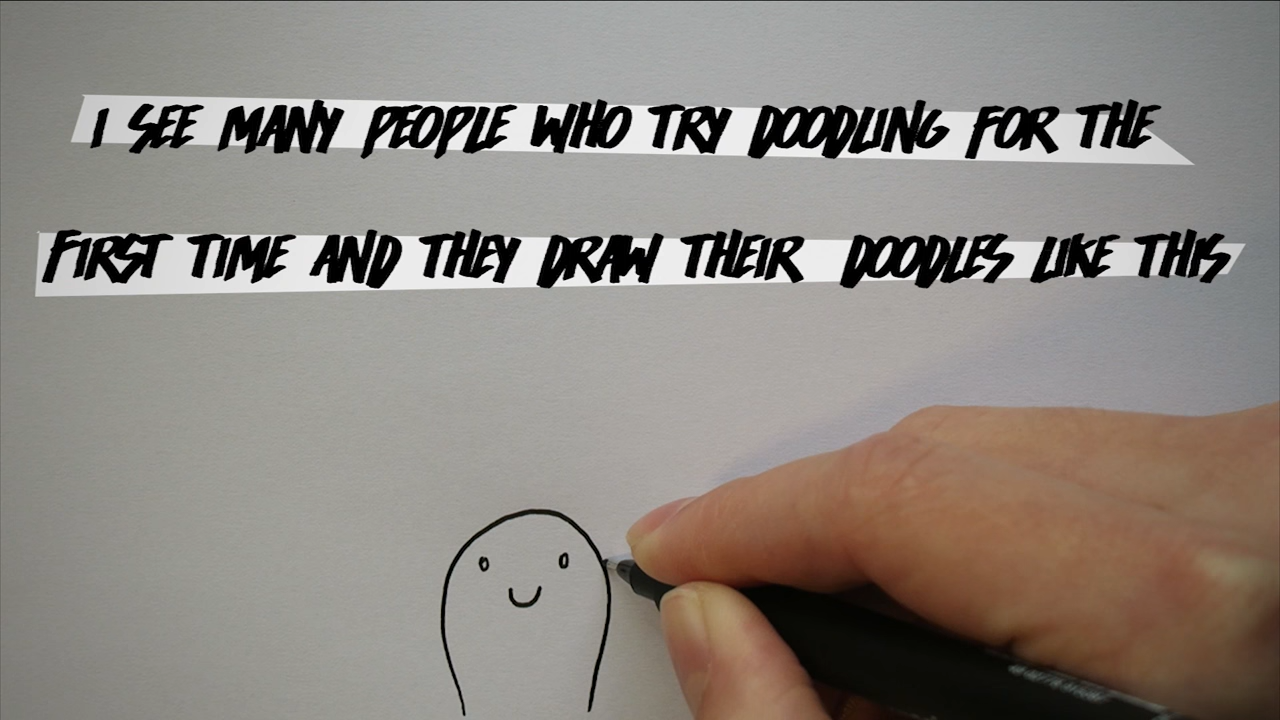 I SEE MANY PEOPLE WHO TRY DOODLING FOR THE
FIRST TIME AND THEY DRAW THEIR DOODLES LIKE THIS